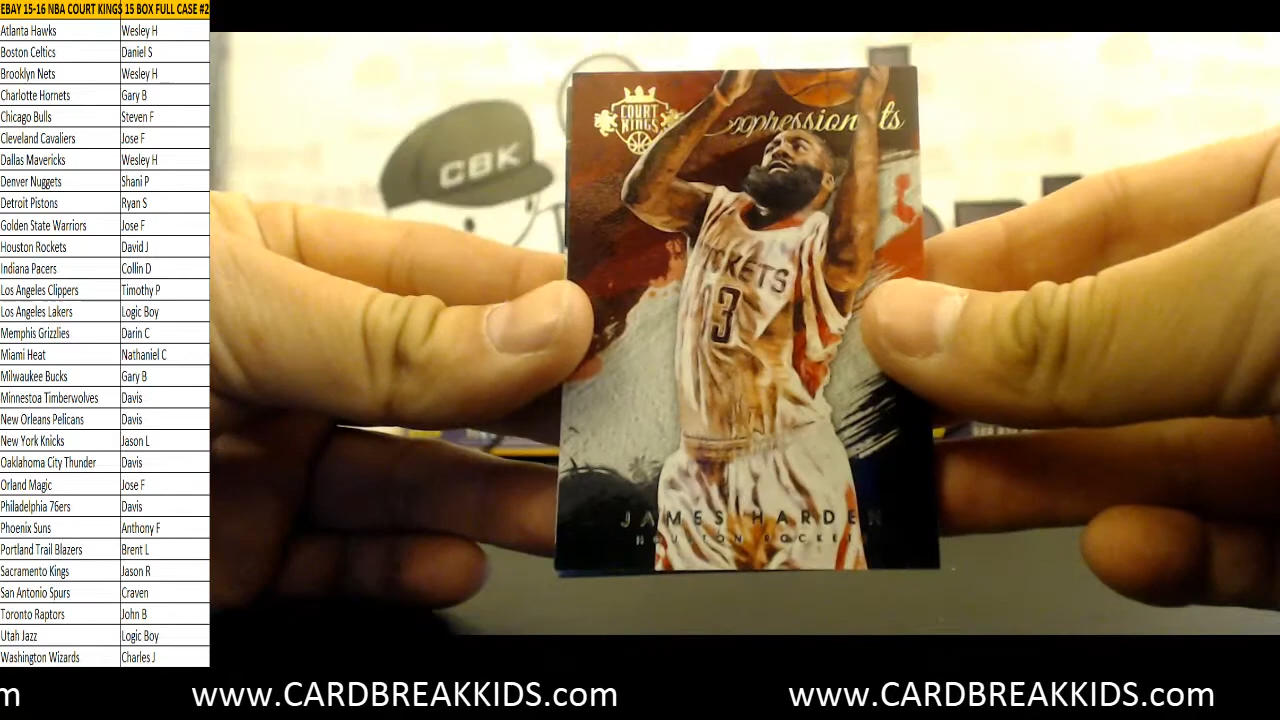 EBAY 15-16 NBA COURT KINGS 15 BOX FULL CASE #2
Atlanta Hawks Wesley H
Boston Celtics Daniel S
Brooklyn Nets Wesley H
Charlotte Hornets Gary B
Chicago Bulls Steven F
Cleveland Cavaliers Jose F
Dallas Mavericks Wesley H
Denver Nuggets Shani P
Detroit Pistons Ryan S
Golden State Warriors Jose F
Houston Rockets David J
Indiana Pacers Collin D
Los Angeles Clippers Timothy P
Los Angeles Lakers Logic Boy
Memphis Grizzlies Darin C
Miami Heat Nathaniel C
Milwaukee Bucks Gary B
Minnestoa Timberwolves Davis
New Orleans Pelicans Davis
New York Knicks Jason L
Oaklahoma City Thunder Davis
Orland Magic Jose F
Philadelphia 76ers Davis
Phoenix Suns Anthony F
Portland Trail Blazers Brent L
Sacramento Kings Jason R
San Antonio Spurs Craven
Toronto Raptors John B
Utah Jazz Logic Boy
Washington Wizards Charles J
CBK
COURT
KINGS
OCKETS
13
JAMES HARDEN
HOUSTON ROCKETS
m www.CARDBREAKKIDS.com www.CARDBREAKKIDS.com